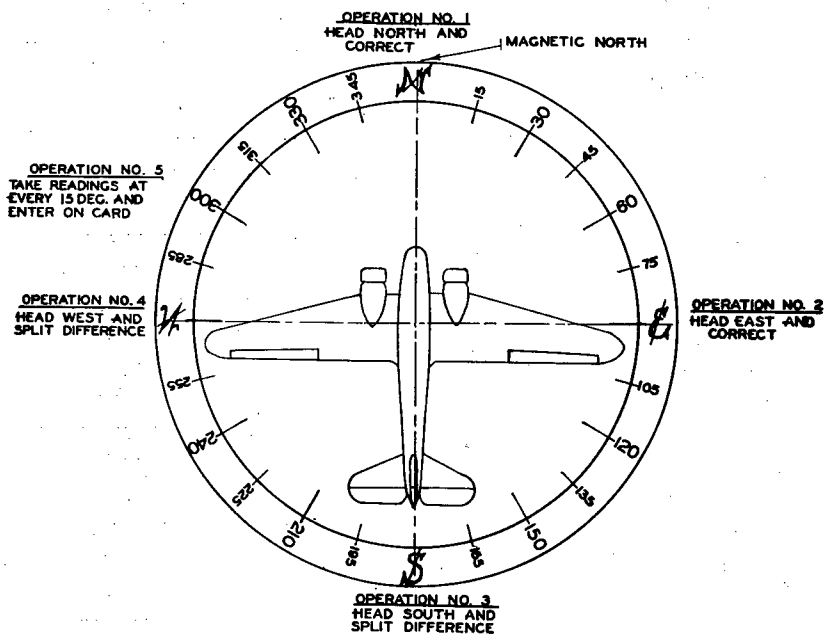 OPERATION NO. 1
HEAD NORTH AND
CORRECT
MAGNETIC NORTH
N
345
15
330
30
315
45
OPERATION NO. 5
TAKE READINGS AT
EVERY 15 DEG. AND
ENTER ON CARD
300
60
285
75
OPERATION NO. 4
HEAD WEST AND
SPLIT DIFFERENCE
W
E
OPERATION NO. 2
HEAD EAST AND
CORRECT
255
105
240
120
225
135
210
150
195
165
S
OPERATION NO. 3
HEAD SOUTH AND
SPLIT DIFFERENCE